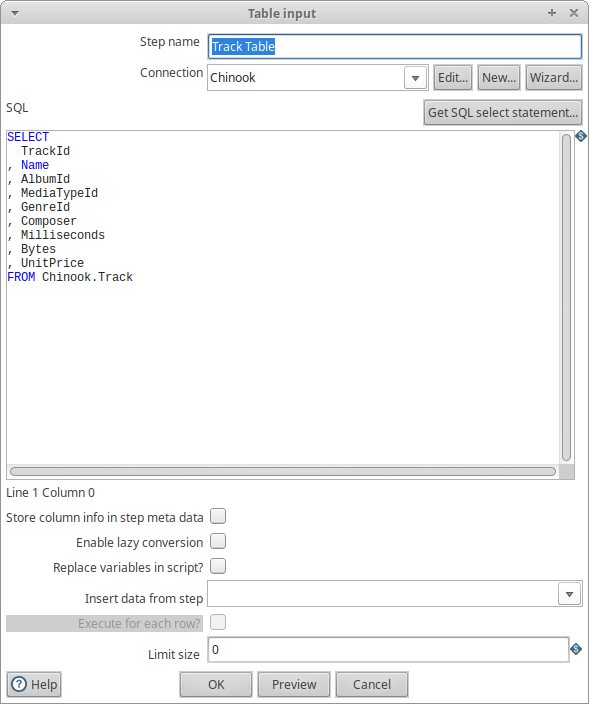 Table input
Step name Track Table
Connection Chinook Edit... New... Wizard...
SQL Get SQL select statement...
SELECT
  TrackId
, Name
, AlbumId
, MediaTypeId
, GenreId
, Composer
, Milliseconds
, Bytes
, UnitPrice
FROM Chinook.Track
Line 1 Column 0
Store column info in step meta data
Enable lazy conversion
Replace variables in script?
Insert data from step
Execute for each row?
Limit size 0
Help OK Preview Cancel